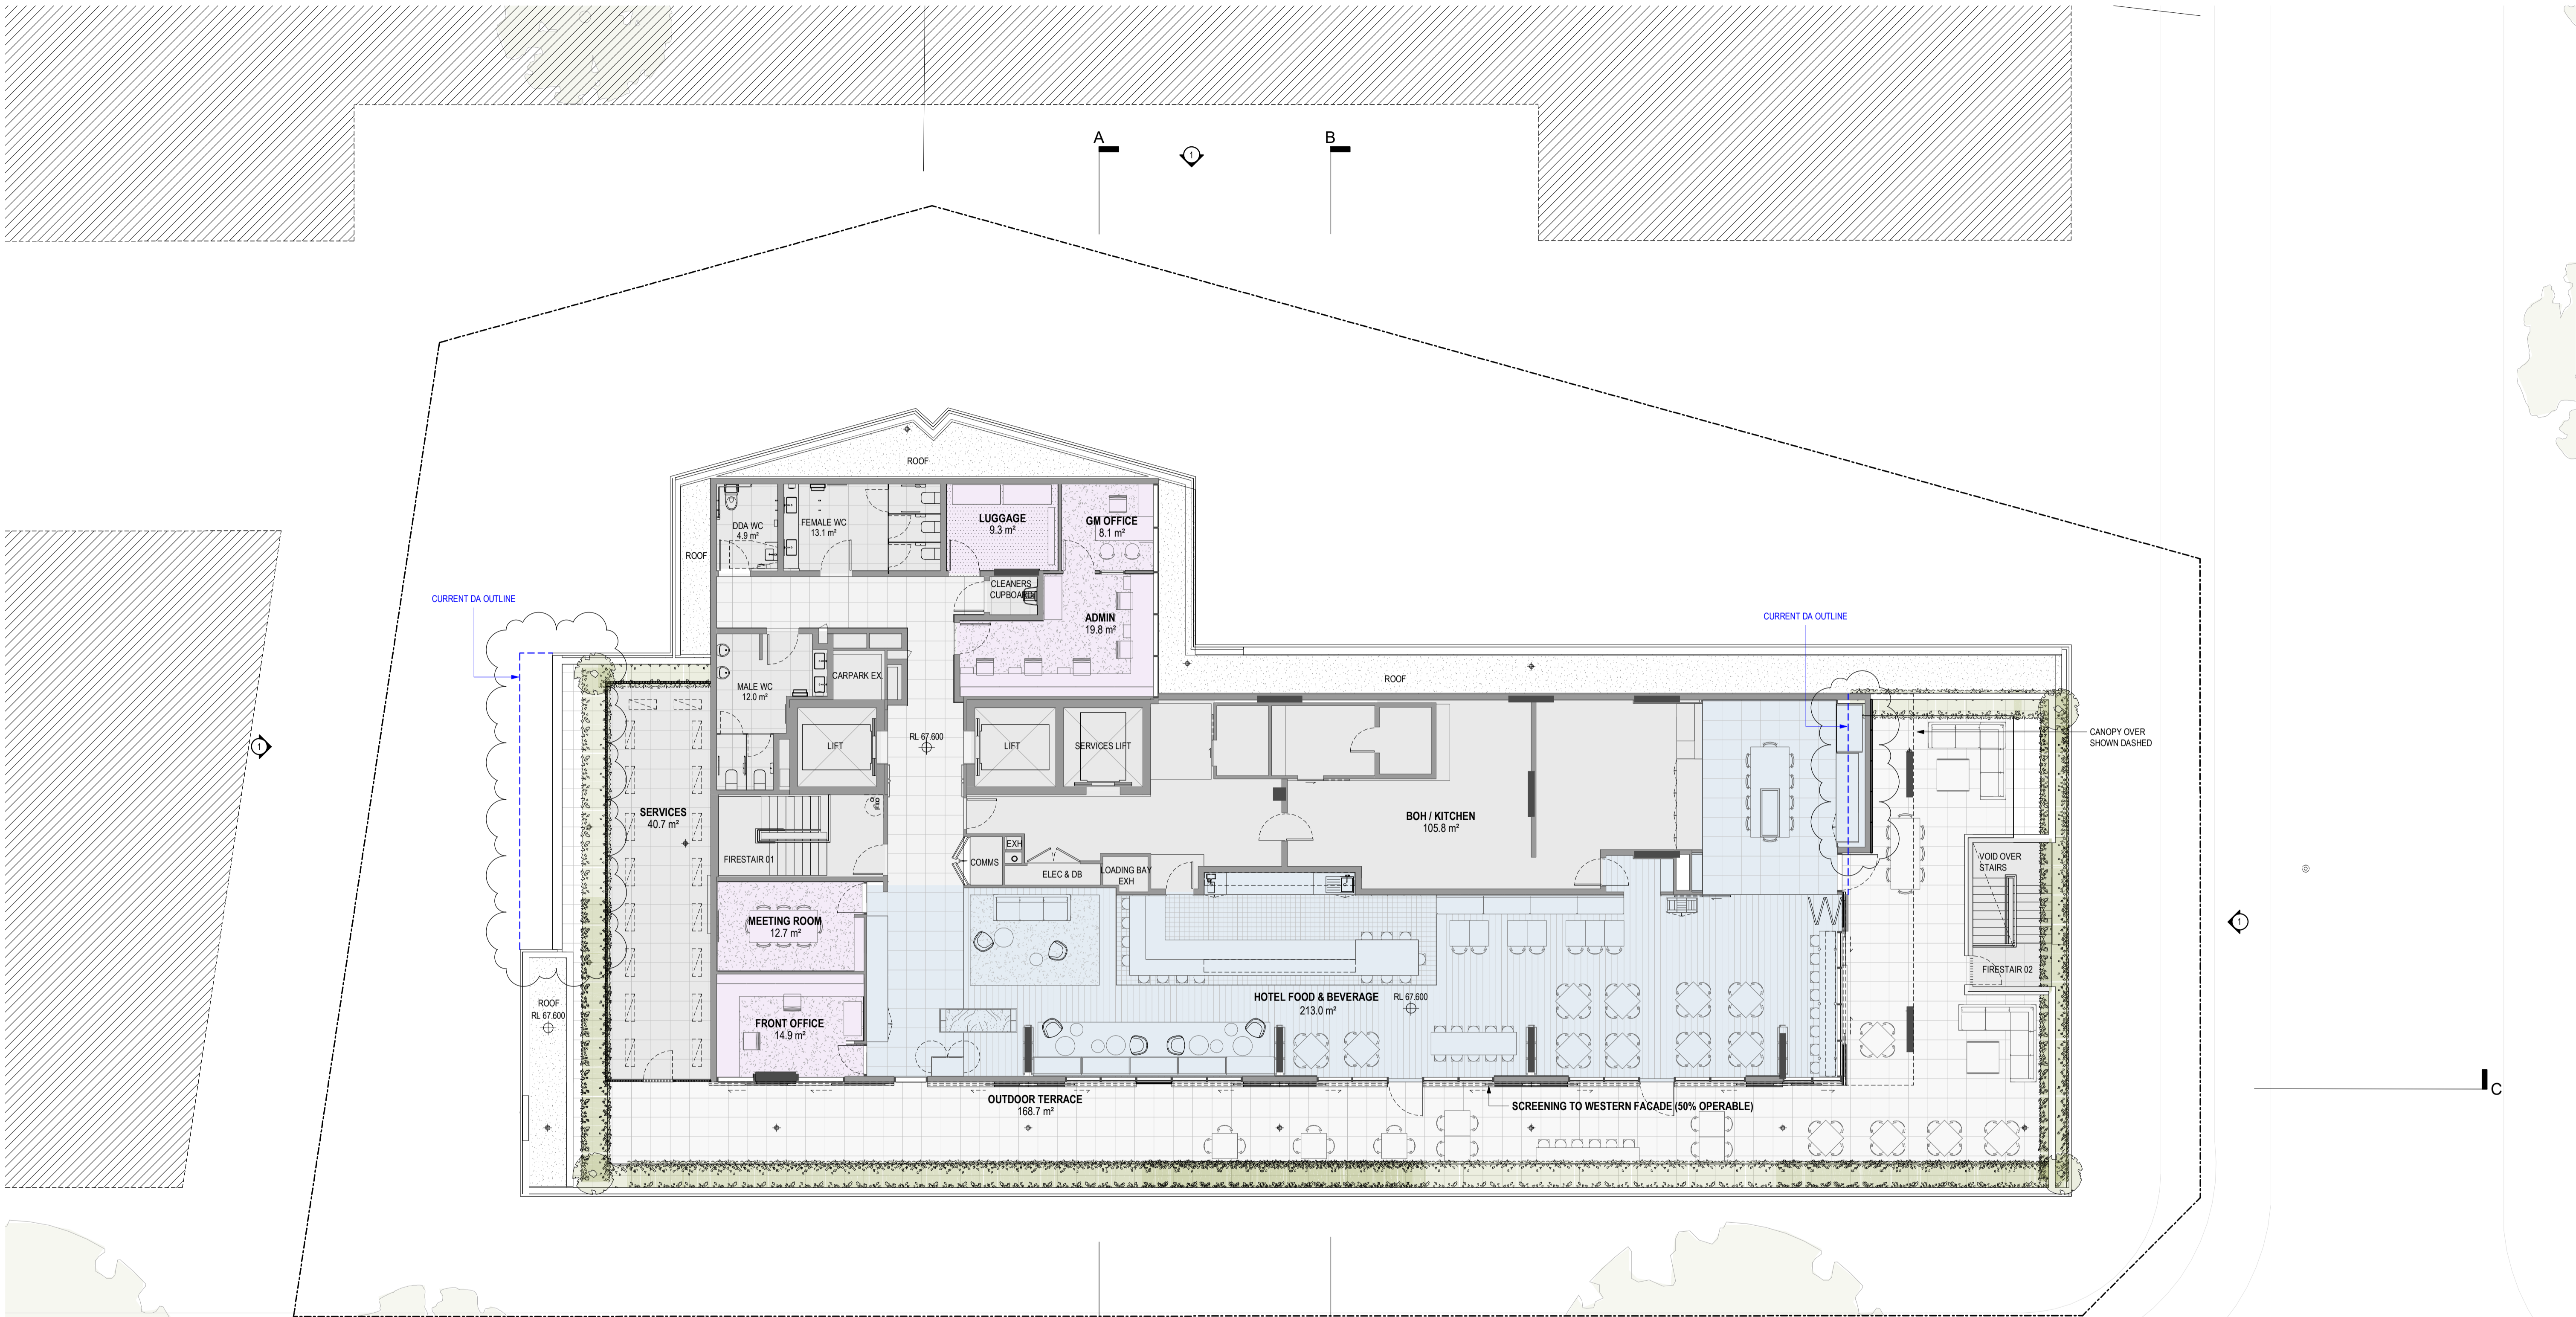 A
B
1
ROOF
DDA WC
4.9 m²
FEMALE WC
13.1 m²
LUGGAGE
9.3 m²
GM OFFICE
8.1 m²
ROOF
CLEANERS
CUPBOARD
CURRENT DA OUTLINE
ADMIN
19.8 m²
CURRENT DA OUTLINE
CARPARK EX.
MALE WC
12.0 m²
ROOF
1
LIFT
RL 67.600
LIFT
SERVICES LIFT
CANOPY OVER
SHOWN DASHED
SERVICES
40.7 m²
BOH / KITCHEN
105.8 m²
FIRESTAIR 01
COMMS
EXH
ELEC & DB
LOADING BAY
EXH
VOID OVER
STAIRS
MEETING ROOM
12.7 m²
1
FIRESTAIR 02
ROOF
RL 67.600
FRONT OFFICE
14.9 m²
HOTEL FOOD & BEVERAGE
213.0 m²
RL 67.600
OUTDOOR TERRACE
168.7 m²
SCREENING TO WESTERN FACADE (50% OPERABLE)
C